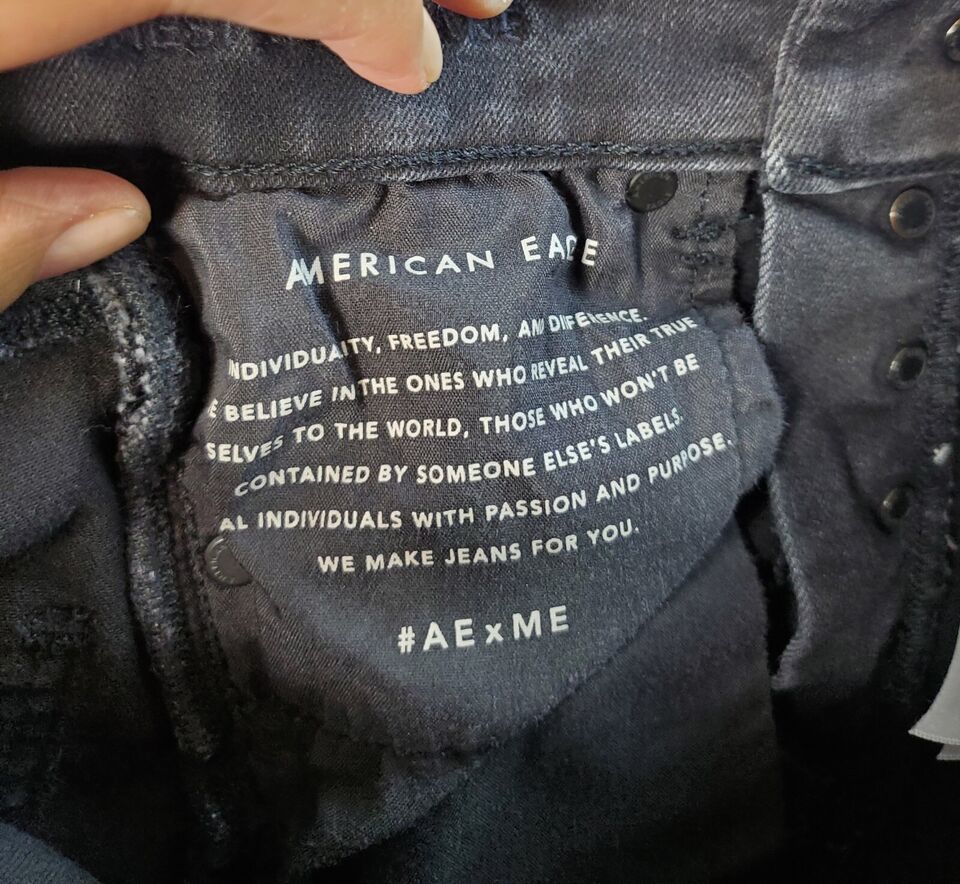 AMERICAN EAGLE
INDIVIDUALITY, FREEDOM, AND DIFFERENCE.
WE BELIEVE IN THE ONES WHO REVEAL THEIR TRUE
SELVES TO THE WORLD, THOSE WHO WON'T BE
CONTAINED BY SOMEONE ELSE'S LABELS.
REAL INDIVIDUALS WITH PASSION AND PURPOSE.
WE MAKE JEANS FOR YOU.
#AExME